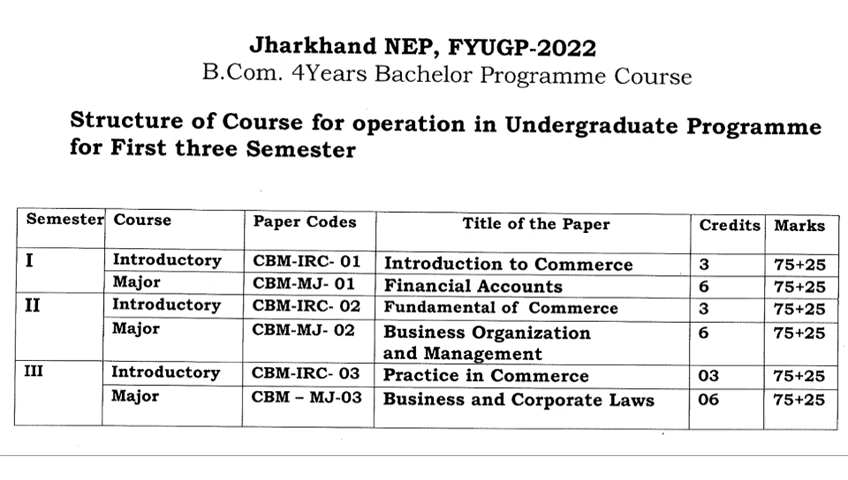 Jharkhand NEP, FYUGP-2022
B.Com. 4Years Bachelor Programme Course
Structure of Course for operation in Undergraduate Programme
for First three Semester
Semester Course Paper Codes Title of the Paper Credits Marks
I Introductory CBM-IRC- 01 Introduction to Commerce 3 75+25
Major CBM-MJ- 01 Financial Accounts 6 75+25
II Introductory CBM-IRC- 02 Fundamental of Commerce 3 75+25
Major CBM-MJ- 02 Business Organization 6 75+25
and Management
III Introductory CBM-IRC- 03 Practice in Commerce 03 75+25
Major CBM – MJ-03 Business and Corporate Laws 06 75+25